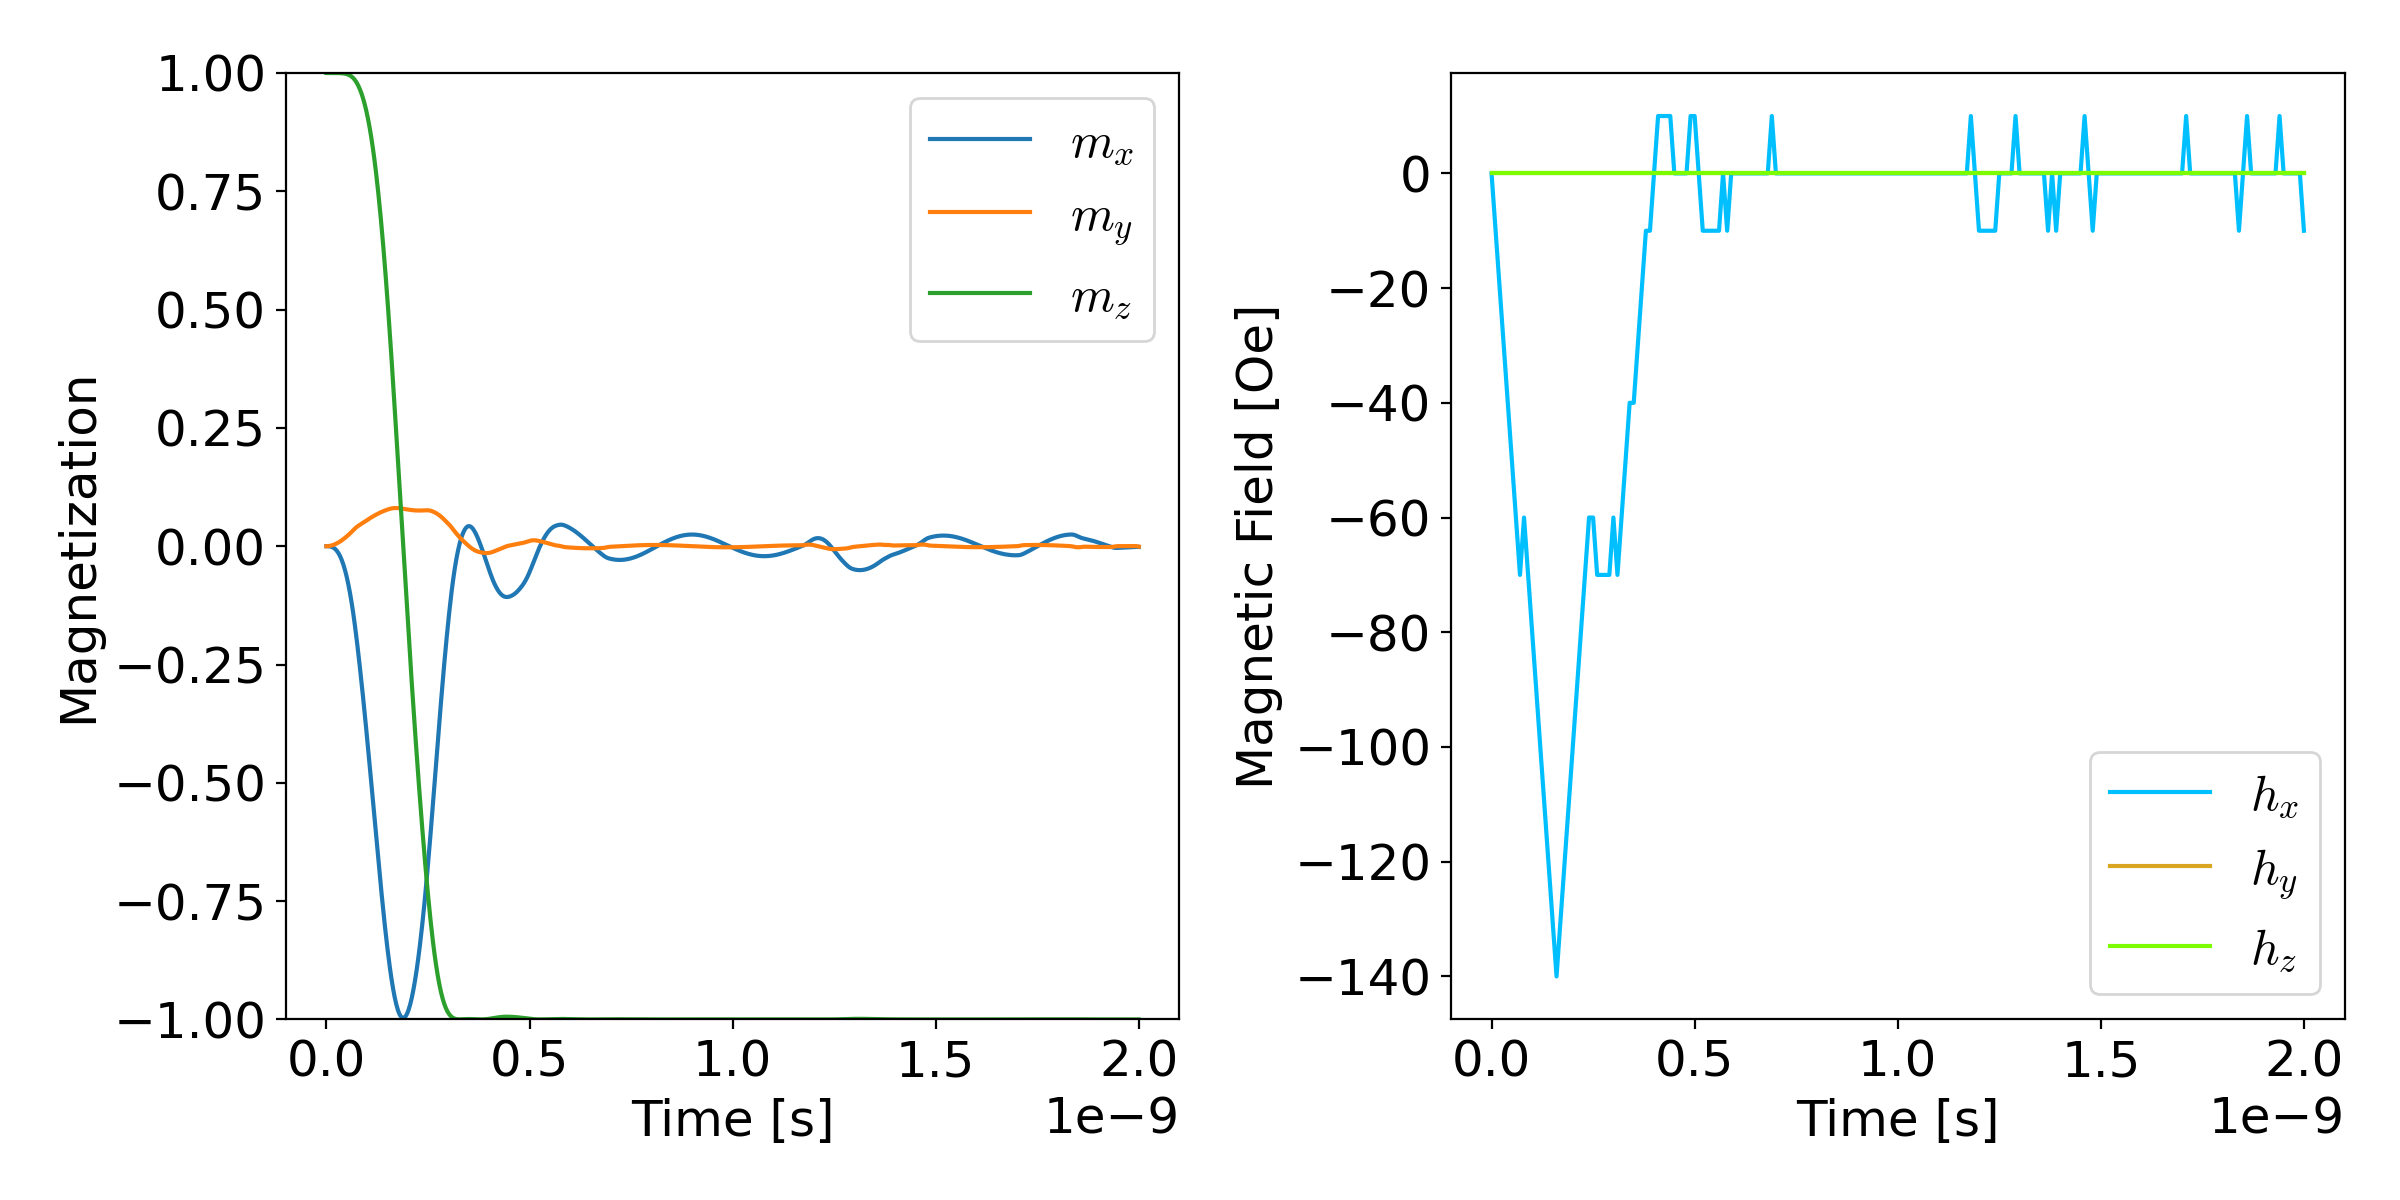 Magnetization
1.00
0.75
0.50
0.25
0.00
−0.25
−0.50
−0.75
−1.00
m_x
m_y
m_z
0.0 0.5 1.0 1.5 2.0
Time [s]
1e−9
Magnetic Field [Oe]
0
−20
−40
−60
−80
−100
−120
−140
h_x
h_y
h_z
0.0 0.5 1.0 1.5 2.0
Time [s]
1e−9